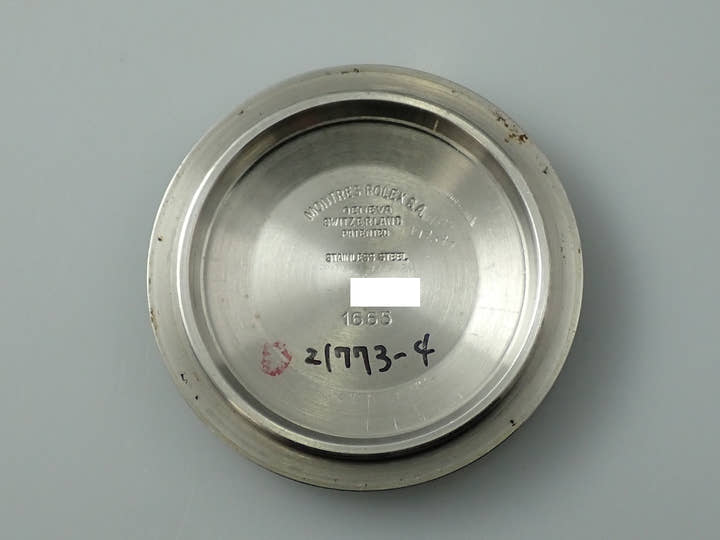 MONTRES ROLEX S.A.
GENEVA
SWITZERLAND
PATENTED
STAINLESS STEEL
1665
21773-4